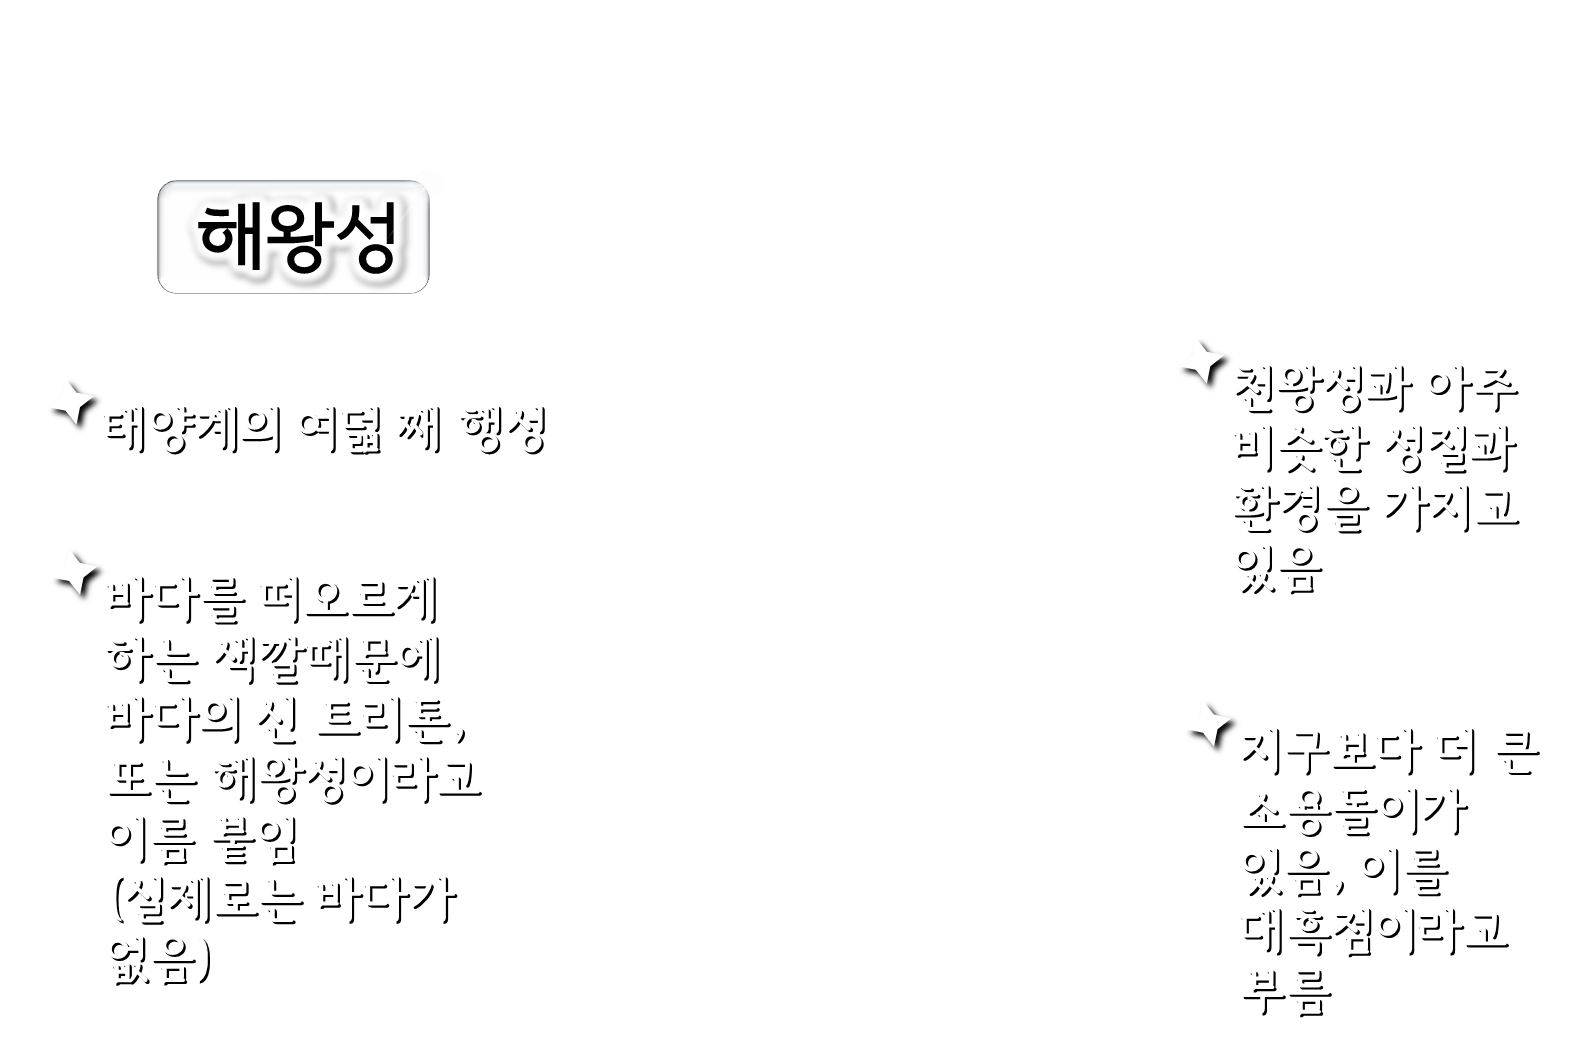 해왕성
태양계의 여덟 째 행성
바다를 떠오르게
하는 색깔때문에
바다의 신 트리톤,
또는 해왕성이라고
이름 붙임
(실제로는 바다가
없음)
천왕성과 아주
비슷한 성질과
환경을 가지고
있음
지구보다 더 큰
소용돌이가
있음, 이를
대흑점이라고
부름